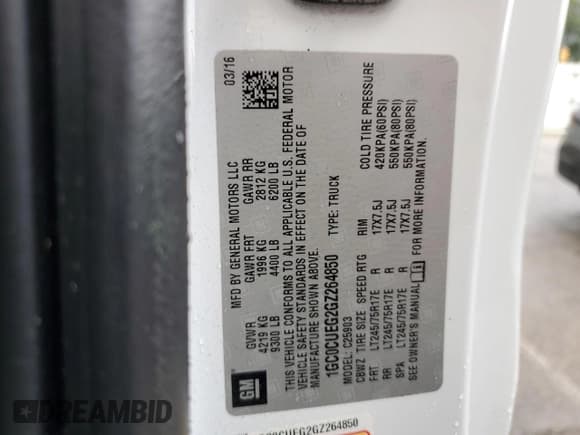 03/16
MFD BY GENERAL MOTORS LLC
GVWR GAWR FRT GAWR RR
4219 KG 1996 KG 2812 KG
9300 LB 4400 LB 6200 LB
THIS VEHICLE CONFORMS TO ALL APPLICABLE U.S. FEDERAL MOTOR
VEHICLE SAFETY STANDARDS IN EFFECT ON THE DATE OF
MANUFACTURE SHOWN ABOVE.
1GC0CUEG2GZ264850
TYPE: TRUCK
MODEL: C25903
CBWZ TIRE SIZE SPEED RTG RIM COLD TIRE PRESSURE
FRT LT245/75R17E R 17X7.5J 420KPA(60PSI)
RR LT245/75R17E R 17X7.5J 550KPA(80PSI)
SPA LT245/75R17E R 17X7.5J 550KPA(80PSI)
SEE OWNER'S MANUAL FOR MORE INFORMATION.
GM
CUEG2GZ264850
DREAMBID
STAT.VIN